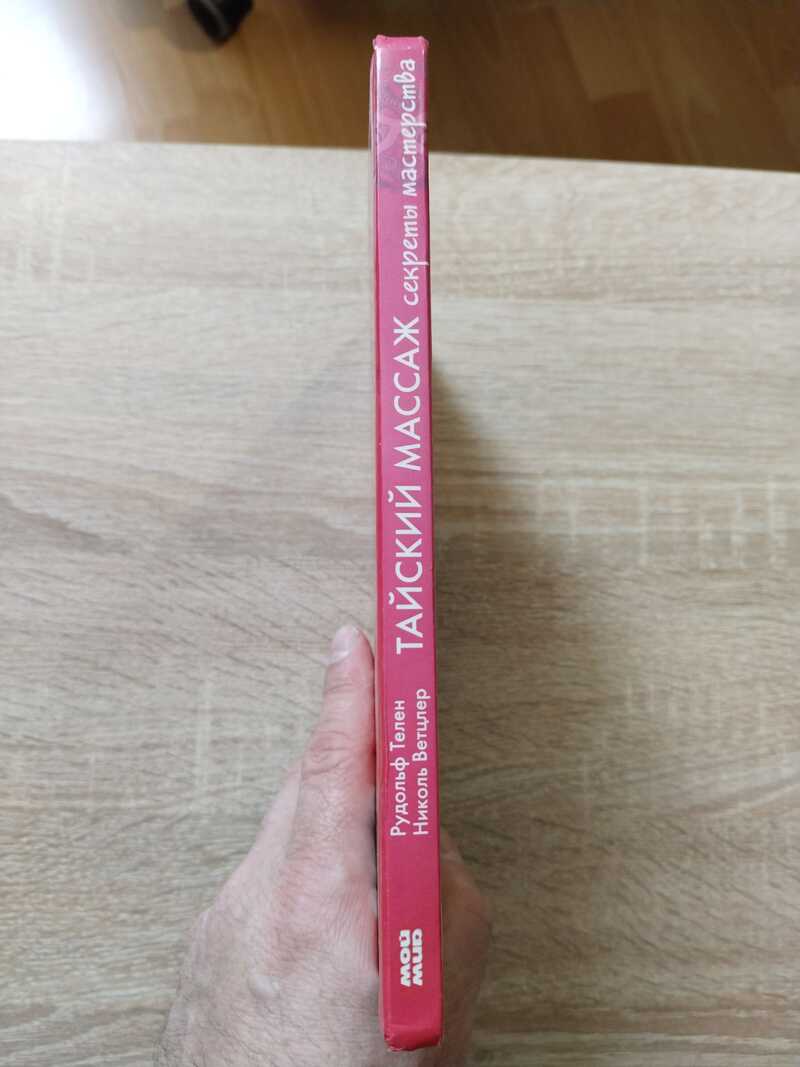 Рудольф Телен
Николь Ветцлер
ТАЙСКИЙ МАССАЖ секреты мастерства
мой
мир